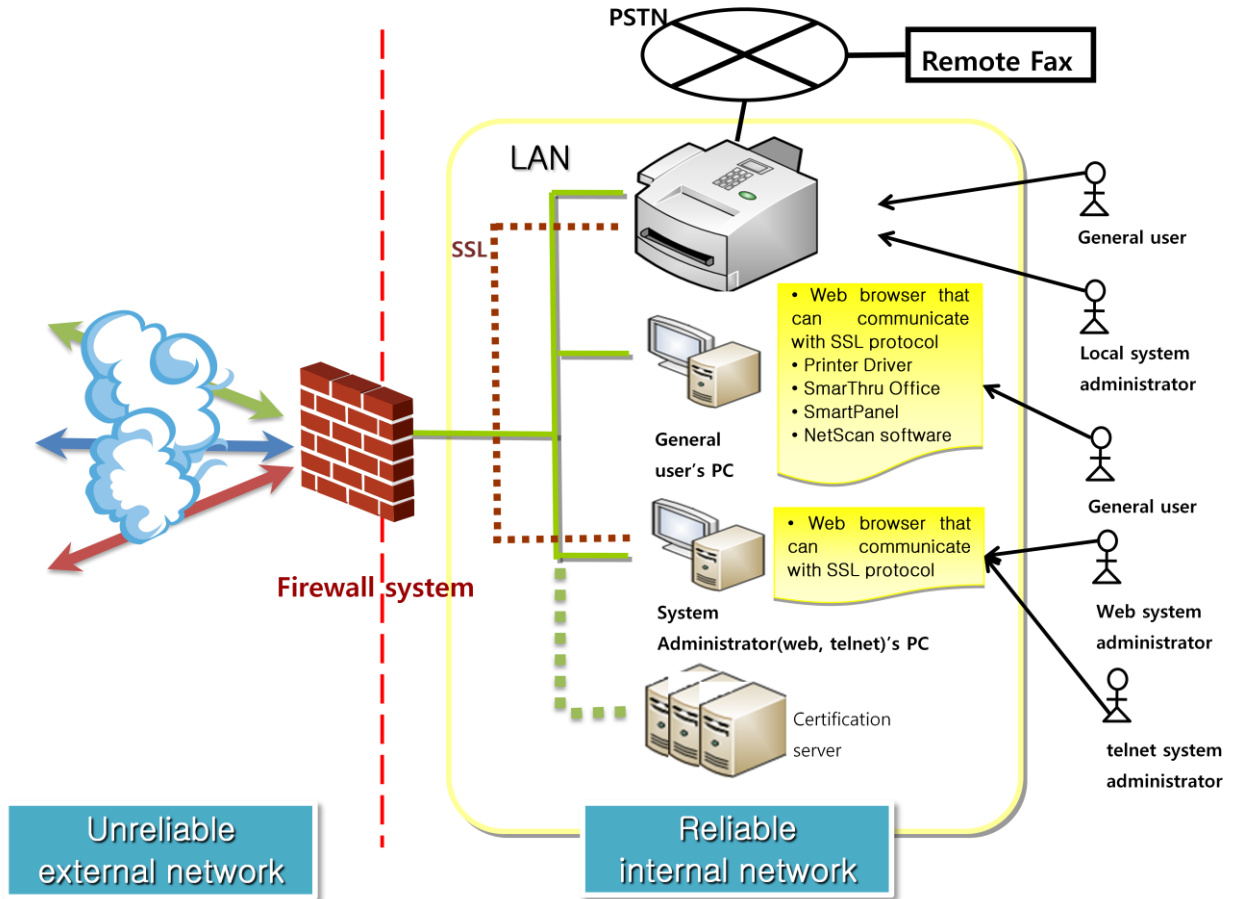 PSTN
Remote Fax
LAN
SSL
General user
• Web browser that
can communicate
with SSL protocol
• Printer Driver
• SmarThru Office
• SmartPanel
• NetScan software
Local system
administrator
General
user's PC
General user
Firewall system
• Web browser that
can communicate
with SSL protocol
System
Administrator(web, telnet)'s PC
Web system
administrator
Certification
server
telnet system
administrator
Unreliable
external network
Reliable
internal network